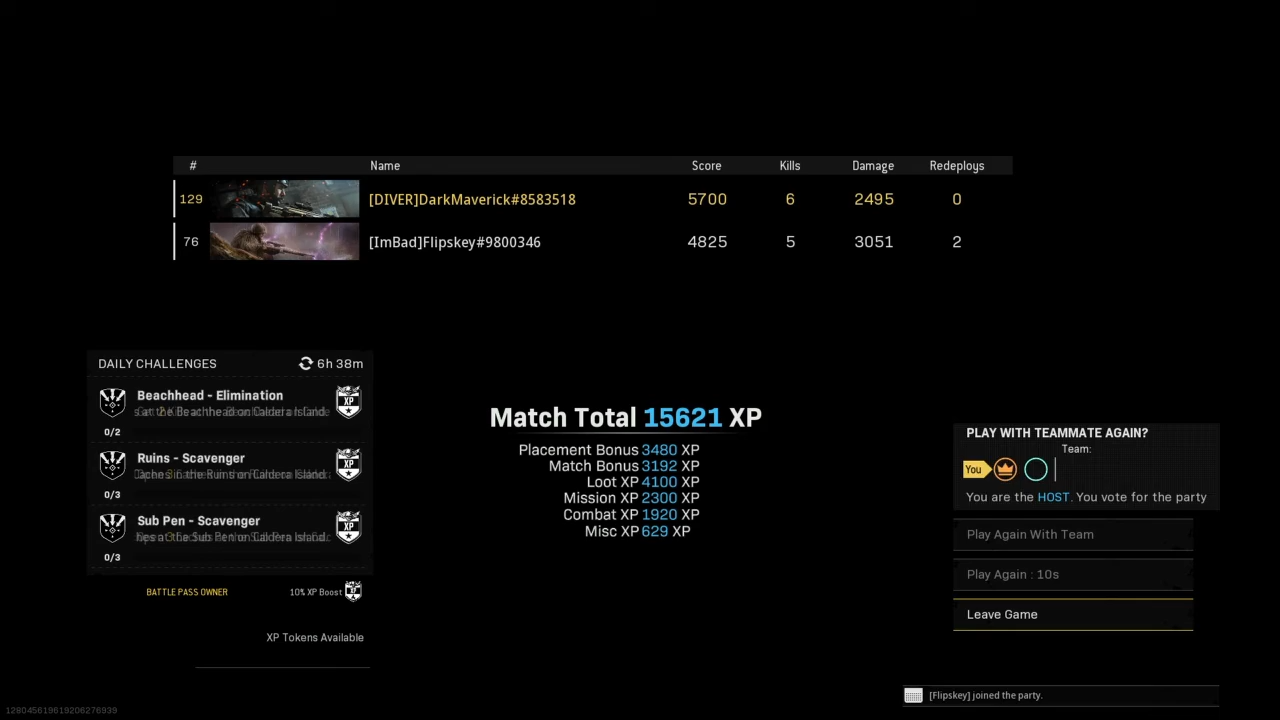 # Name Score Kills Damage Redeploys
129 [DIVER]DarkMaverick#8583518 5700 6 2495 0
76 [ImBad]Flipskey#9800346 4825 5 3051 2
DAILY CHALLENGES 6h 38m
Beachhead - Elimination
XP
0/2
Ruins - Scavenger
XP
0/3
Sub Pen - Scavenger
XP
0/3
BATTLE PASS OWNER 10% XP Boost
XP Tokens Available
Match Total 15621 XP
Placement Bonus 3480 XP
Match Bonus 3192 XP
Loot XP 4100 XP
Mission XP 2300 XP
Combat XP 1920 XP
Misc XP 629 XP
PLAY WITH TEAMMATE AGAIN?
Team:
You
You are the HOST. You vote for the party
Play Again With Team
Play Again : 10s
Leave Game
[Flipskey] joined the party.
128045619619206276939